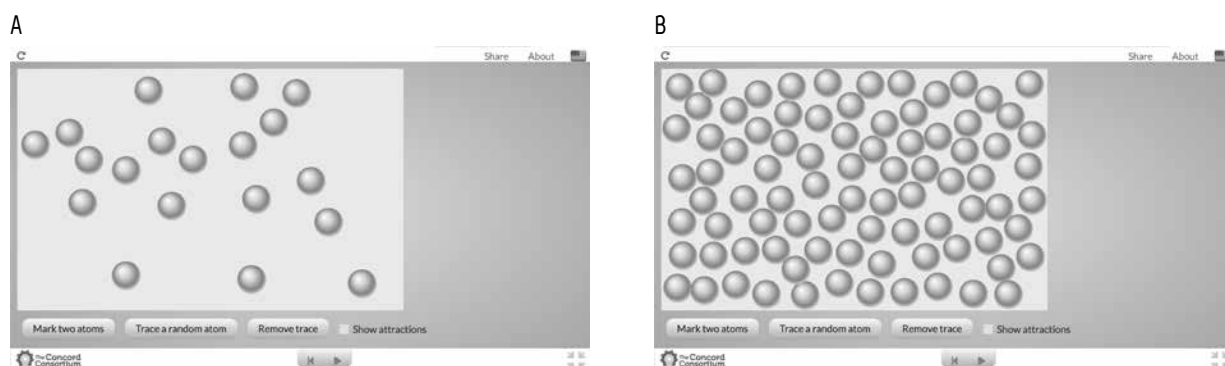 A
B
Share About
Share About
Mark two atoms Trace a random atom Remove trace Show attractions
Mark two atoms Trace a random atom Remove trace Show attractions
The Concord
Consortium
The Concord
Consortium